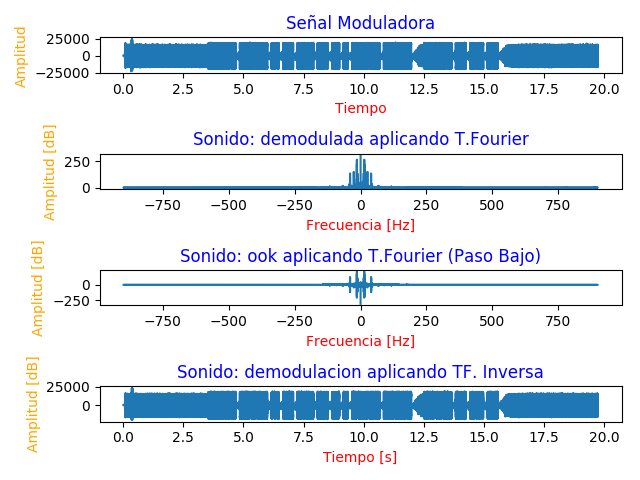 Señal Moduladora
Amplitud
25000
0
−25000
0.0 2.5 5.0 7.5 10.0 12.5 15.0 17.5 20.0
Tiempo
Sonido: demodulada aplicando T.Fourier
Amplitud [dB]
250
0
−750 −500 −250 0 250 500 750
Frecuencia [Hz]
Sonido: ook aplicando T.Fourier (Paso Bajo)
Amplitud [dB]
0
−250
−750 −500 −250 0 250 500 750
Frecuencia [Hz]
Sonido: demodulacion aplicando TF. Inversa
Amplitud [dB]
25000
0
0.0 2.5 5.0 7.5 10.0 12.5 15.0 17.5 20.0
Tiempo [s]